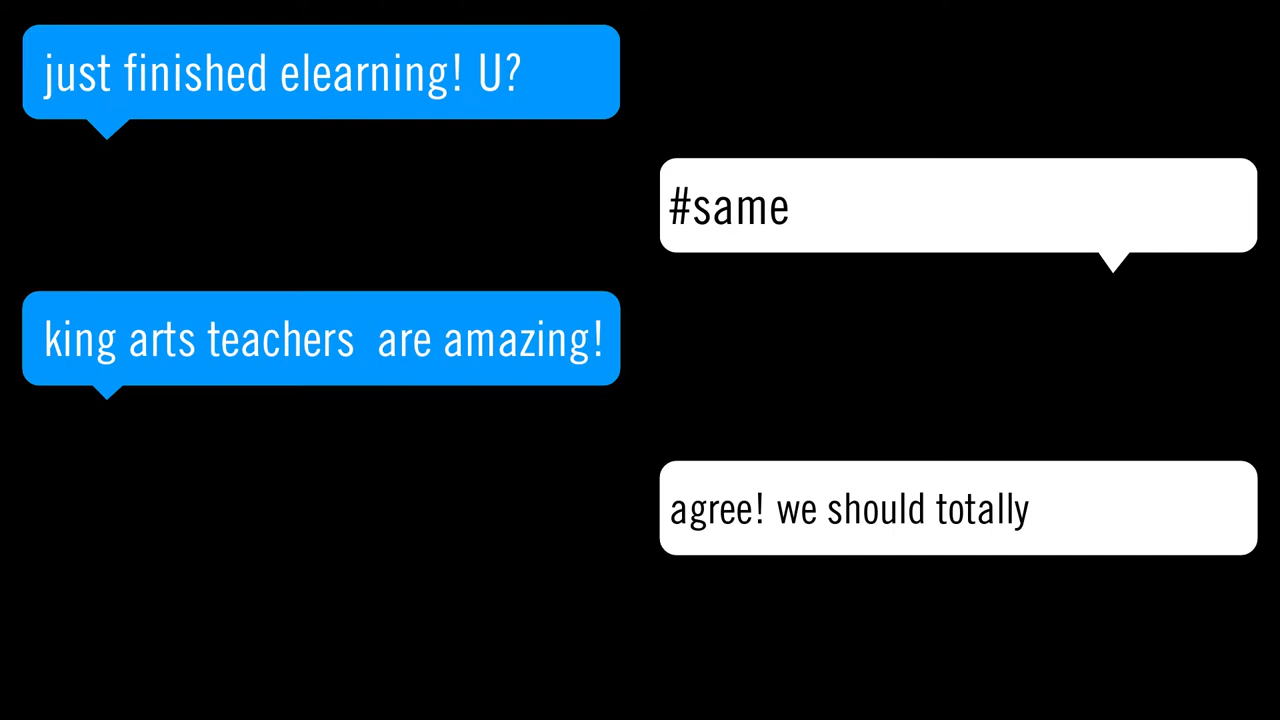 just finished elearning! U?
#same
king arts teachers  are amazing!
agree! we should totally